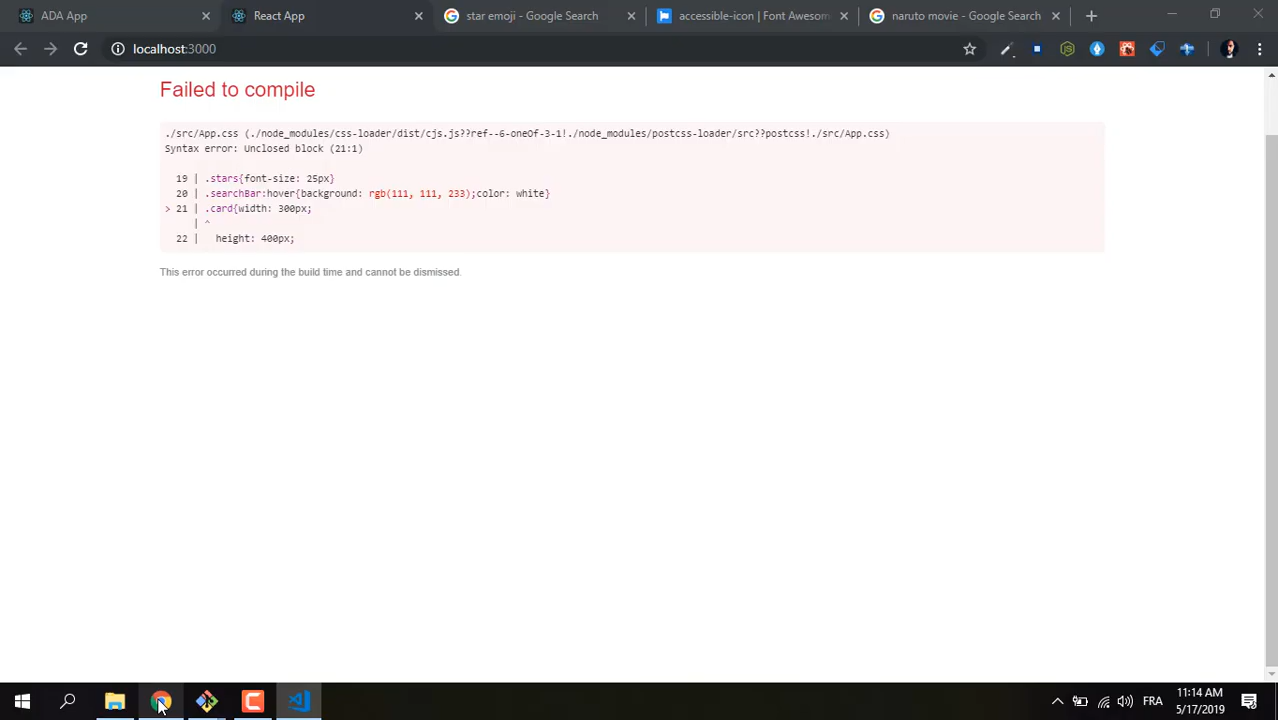 ADA App
React App
star emoji - Google Search
accessible-icon | Font Awesom
naruto movie - Google Search
localhost:3000
Failed to compile
./src/App.css (./node_modules/css-loader/dist/cjs.js??ref--6-oneOf-3-1!./node_modules/postcss-loader/src??postcss!./src/App.css)
Syntax error: Unclosed block (21:1)
19 | .stars{font-size: 25px}
20 | .searchBar:hover{background: rgb(111, 111, 233);color: white}
> 21 | .card{width: 300px;
| ^
22 | height: 400px;
This error occurred during the build time and cannot be dismissed.
FRA
11:14 AM
5/17/2019